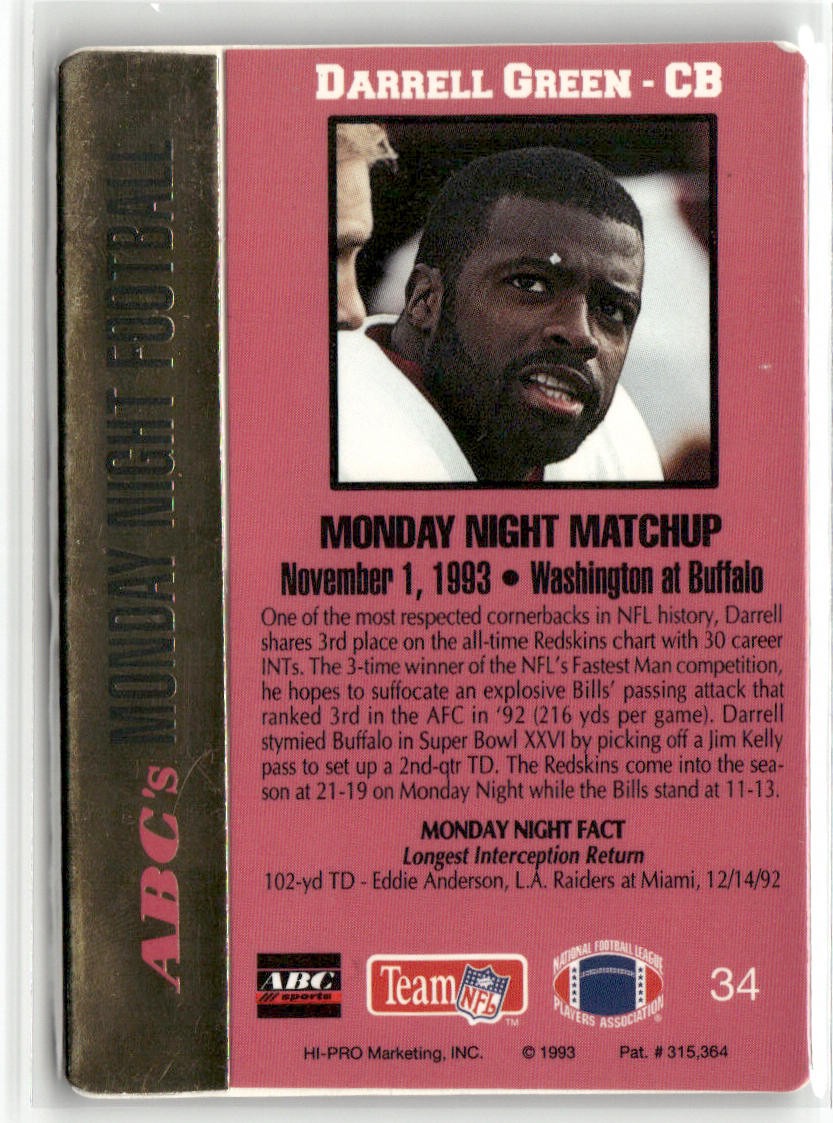 DARRELL GREEN - CB
ABC's MONDAY NIGHT FOOTBALL
MONDAY NIGHT MATCHUP
November 1, 1993 • Washington at Buffalo
One of the most respected cornerbacks in NFL history, Darrell
shares 3rd place on the all-time Redskins chart with 30 career
INTs. The 3-time winner of the NFL's Fastest Man competition,
he hopes to suffocate an explosive Bills' passing attack that
ranked 3rd in the AFC in '92 (216 yds per game). Darrell
stymied Buffalo in Super Bowl XXVI by picking off a Jim Kelly
pass to set up a 2nd-qtr TD. The Redskins come into the sea-
son at 21-19 on Monday Night while the Bills stand at 11-13.
MONDAY NIGHT FACT
Longest Interception Return
102-yd TD - Eddie Anderson, L.A. Raiders at Miami, 12/14/92
ABC
/// sports
Team NFL ™
NATIONAL FOOTBALL LEAGUE
PLAYERS ASSOCIATION ®
34
HI-PRO Marketing, INC. © 1993 Pat. # 315,364